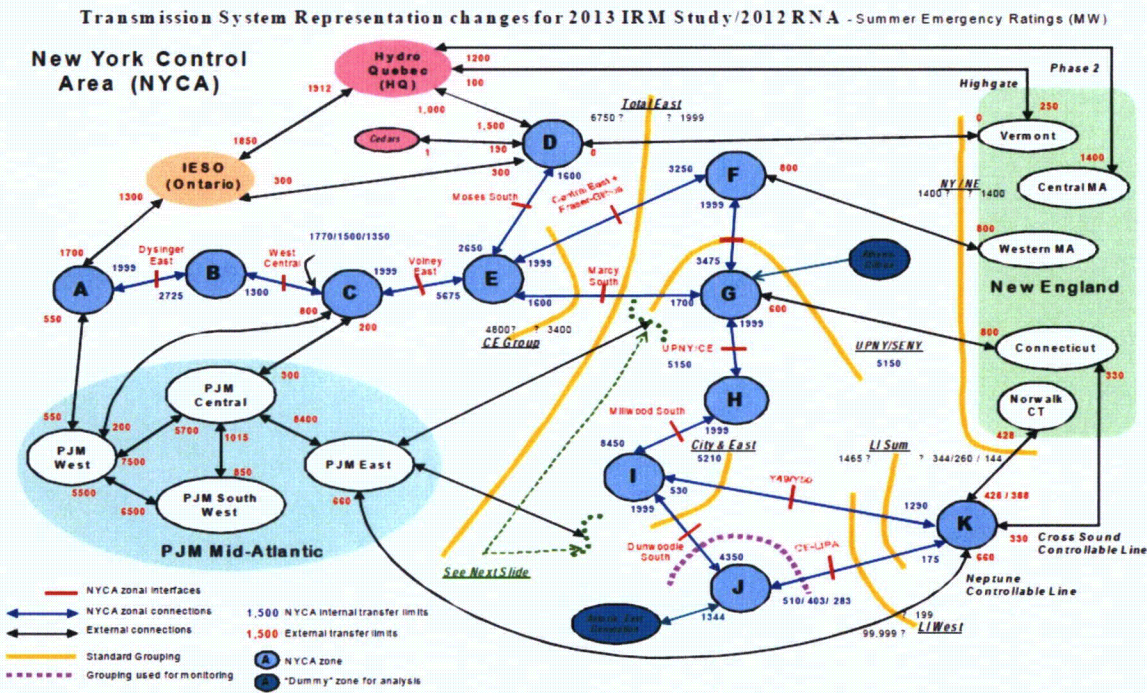 Transmission System Representation changes for 2013 IRM Study/2012 RNA - Summer Emergency Ratings (MW)
New York Control
Area (NYCA)
Hydro
Quebec
(HQ)
1200
100
Phase 2
Highgate
1912
1,000
Total East
6750 ? ? 1999
250
0
Vermont
1,500
Cedars
190
1
D
0
1850
IESO
(Ontario)
300
300
1600
3250
F
800
1400
Central MA
NY/NE
1400 ? ? 1400
1300
Moses South
Central East +
Fraser-Gilboa
1999
1700
Dysinger
East
1770/1500/1350
West
Central
2650
800
Western MA
A
1999
B
C
1999
Volney
East
E
1999
Marcy
South
3475
New England
2725
1300
5675
1600
1700
G
600
550
800
200
1999
4800? ? 3400
CE Group
UPNY/CE
5150
UPNY/SENY
5150
800
Connecticut
330
300
PJM
Central
H
Norwalk
CT
550
200
5700
8400
Millwood South
1999
428
PJM
West
7500
1015
PJM East
8450
City & East
5210
LI Sum
1465 ? ? 344/260 / 144
5500
850
660
I
530
Y49/Y50
428 / 388
6500
PJM South
West
1999
1290
K
330
Cross Sound
Controllable Line
PJM Mid-Atlantic
Dunwoodie
South
4350
CE-LIPA
175
660
See Next Slide
J
510/ 403/ 283
Neptune
Controllable Line
NYCA zonal interfaces
NYCA zonal connections
1,500 NYCA internal transfer limits
1344
? 199
External connections
1,500 External transfer limits
99,999 ?
LI West
Standard Grouping
A NYCA zone
Grouping used for monitoring
A "Dummy" zone for analysis